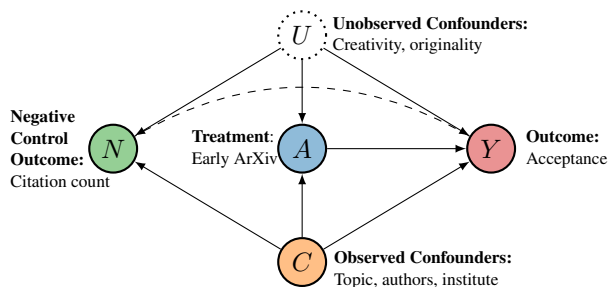 Unobserved Confounders:
Creativity, originality
U
Negative
Control
Outcome:
Citation count
N
Treatment:
Early ArXiv
A
Y
Outcome:
Acceptance
C
Observed Confounders:
Topic, authors, institute